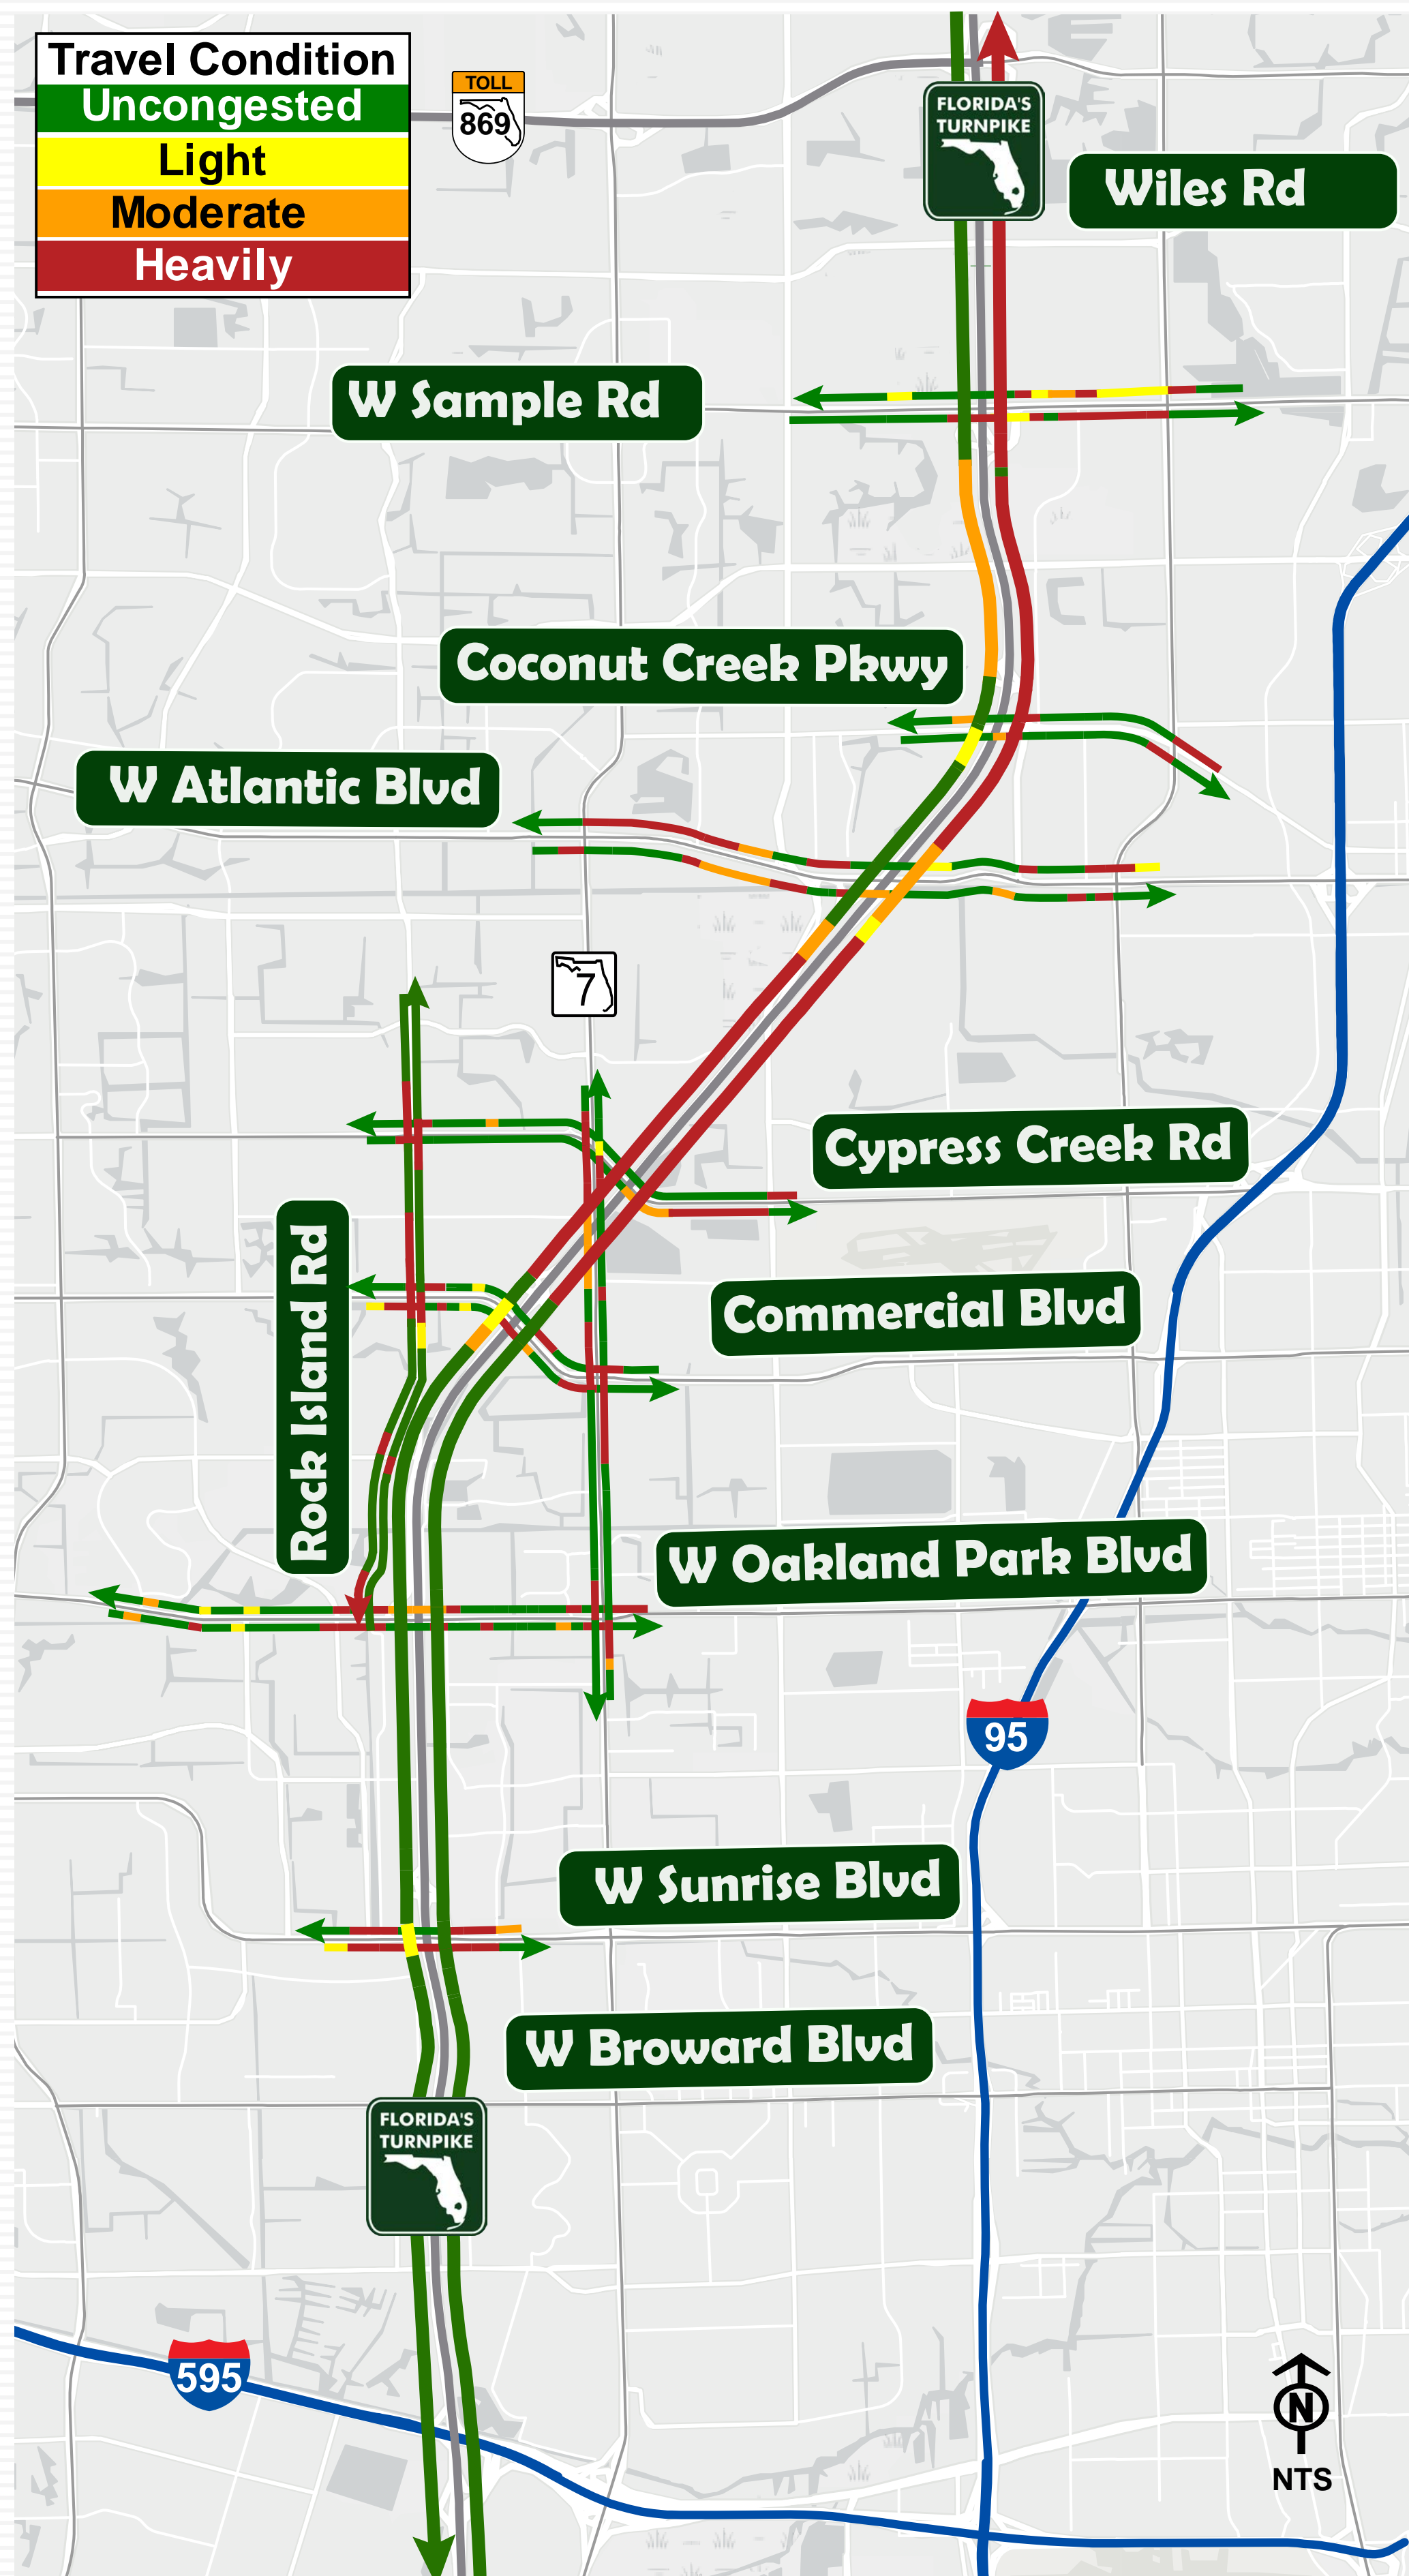 Travel Condition
Uncongested
Light
Moderate
Heavily
TOLL
869
FLORIDA'S
TURNPIKE
Wiles Rd
W Sample Rd
Coconut Creek Pkwy
W Atlantic Blvd
7
Cypress Creek Rd
Rock Island Rd
Commercial Blvd
W Oakland Park Blvd
95
W Sunrise Blvd
W Broward Blvd
FLORIDA'S
TURNPIKE
595
N
NTS